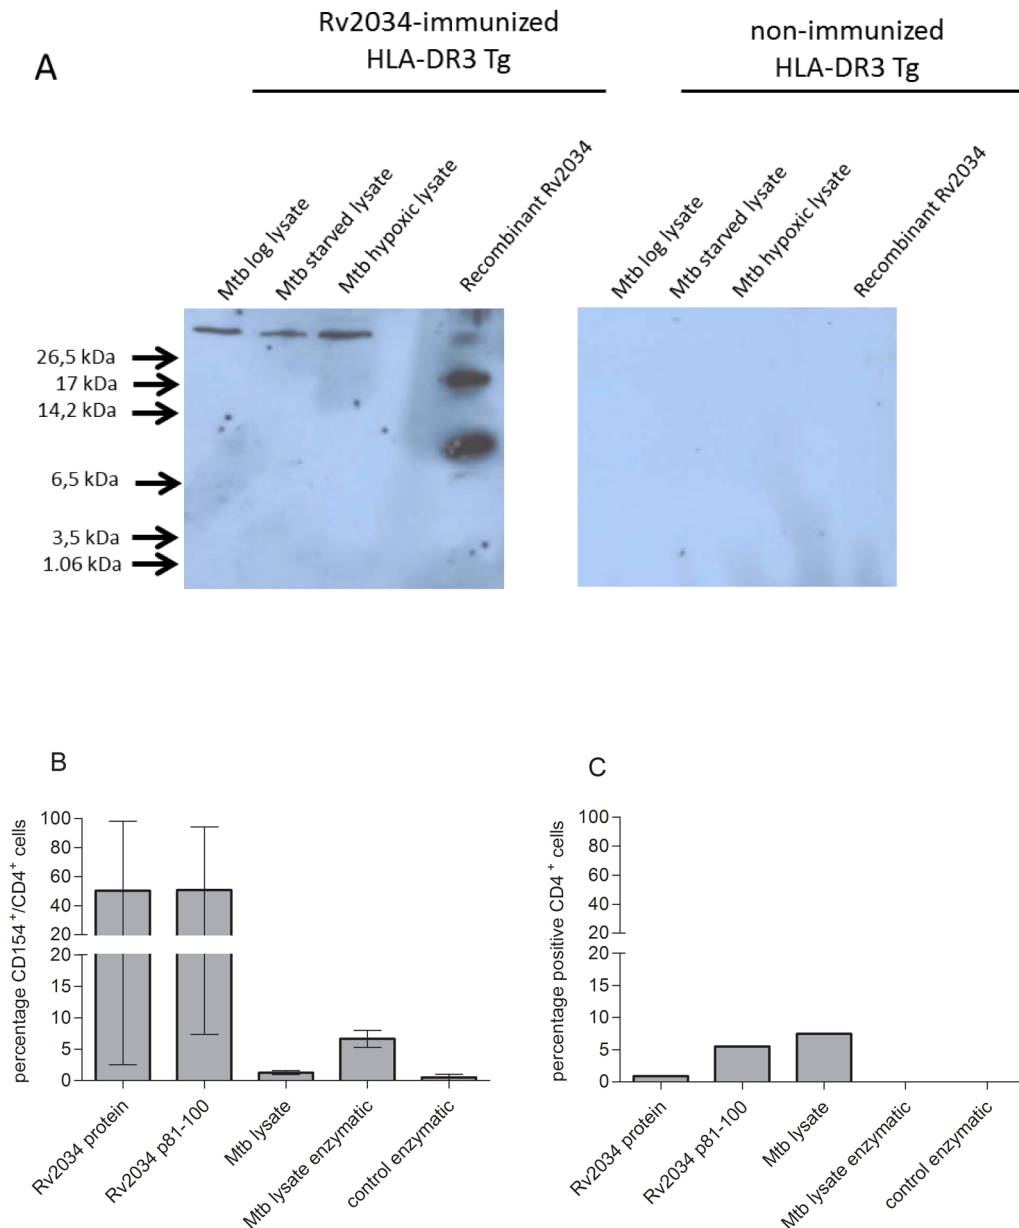 A
Rv2034-immunized
HLA-DR3 Tg
non-immunized
HLA-DR3 Tg
Mtb log lysate
Mtb starved lysate
Mtb hypoxic lysate
Recombinant Rv2034
Mtb log lysate
Mtb starved lysate
Mtb hypoxic lysate
Recombinant Rv2034
26,5 kDa
17 kDa
14,2 kDa
6,5 kDa
3,5 kDa
1.06 kDa
B
percentage CD154⁺/CD4⁺ cells
100
80
60
40
20
20
15
10
5
0
Rv2034 protein
Rv2034 p81-100
Mtb lysate
Mtb lysate enzymatic
control enzymatic
C
percentage positive CD4 ⁺ cells
100
80
60
40
20
20
15
10
5
0
Rv2034 protein
Rv2034 p81-100
Mtb lysate
Mtb lysate enzymatic
control enzymatic